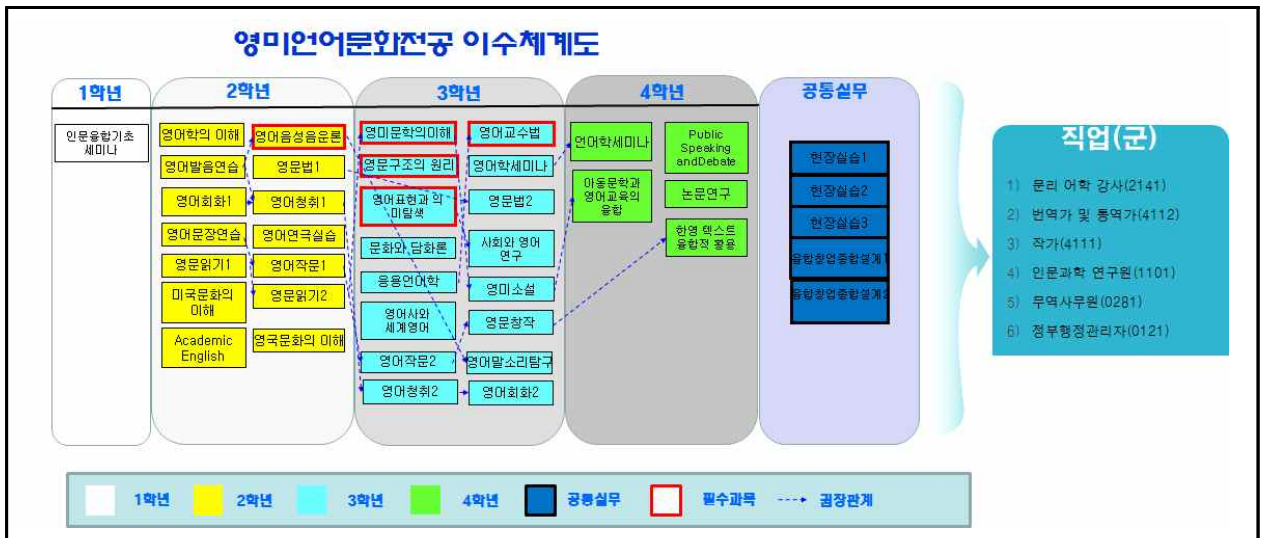 영미언어문화전공 이수체계도
1학년
2학년
3학년
4학년
공통실무
인문융합기초
세미나
영어학의 이해
영어발음연습
영어회화1
영어문장연습
영문읽기1
미국문화의
이해
Academic
English
영어음성음운론
영문법1
영어청취1
영어연극실습
영어작문1
영문읽기2
영국문화의 이해
영미문학의이해
영문구조의 원리
영어표현과 의
미탐색
문화와 담화론
응용언어학
영어사와
세계영어
영어작문2
영어청취2
영어교수법
영어학세미나
영문법2
사회와 영어
연구
영미소설
영문창작
영어말소리탐구
영어회화2
언어학세미나
아동문학과
영어교육의
융합
Public
Speaking
andDebate
논문연구
한영 텍스트
융합적 활용
현장실습1
현장실습2
현장실습3
융합창업종합설계1
융합창업종합설계2
직업(군)
1) 문리 어학 강사(2141)
2) 번역가 및 통역가(4112)
3) 작가(4111)
4) 인문과학 연구원(1101)
5) 무역사무원(0281)
6) 정부행정관리자(0121)
1학년
2학년
3학년
4학년
공통실무
필수과목
권장관계